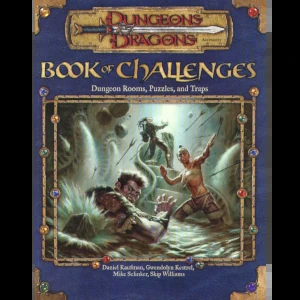 DUNGEONS
DRAGONS
BOOK OF CHALLENGES
Dungeon Rooms, Puzzles, and Traps
Daniel Kaufman, Gwendolyn Kestrel,
Mike Selinker, Skip Williams